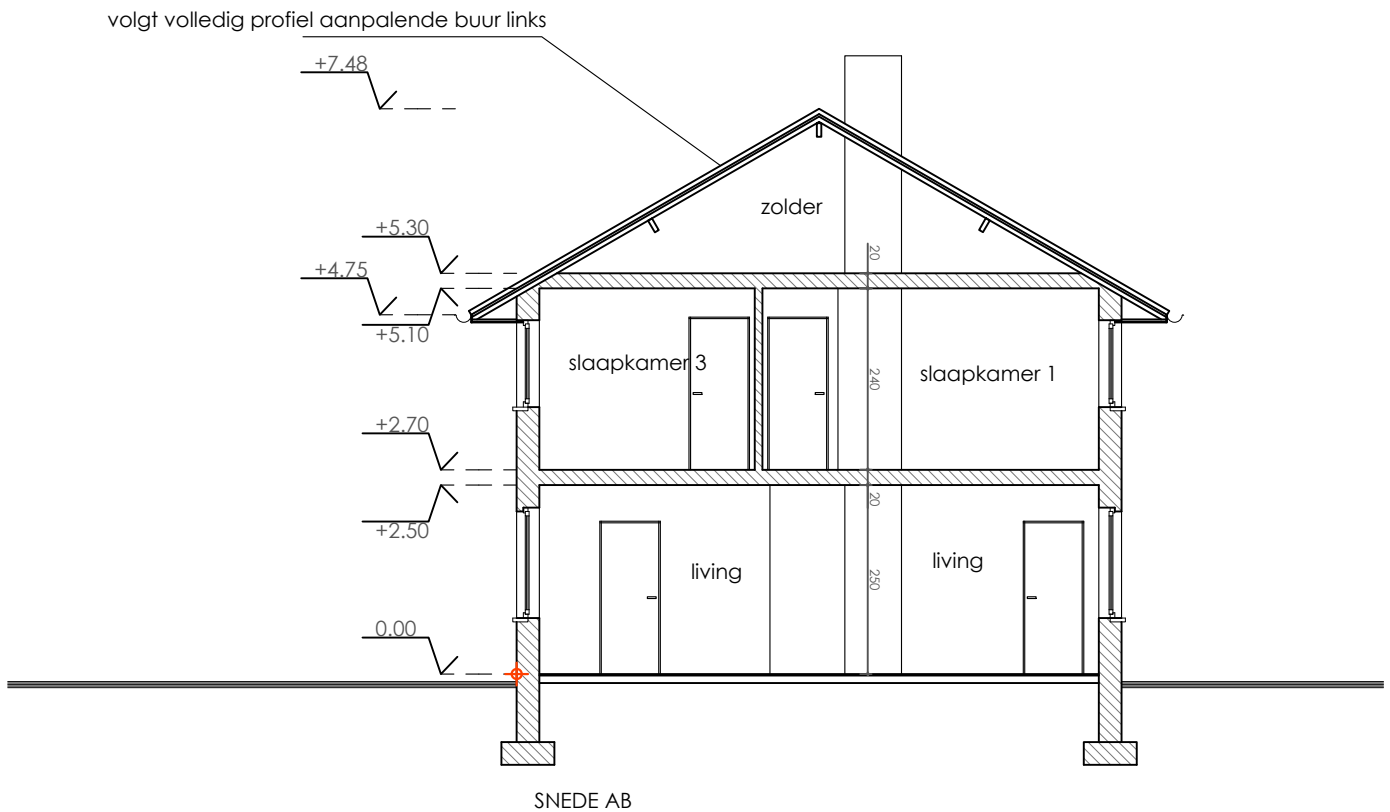 volgt volledig profiel aanpalende buur links
+7.48
zolder
+5.30
20
+4.75
+5.10
slaapkamer 3
240
slaapkamer 1
+2.70
20
+2.50
living
living
250
0.00
SNEDE AB